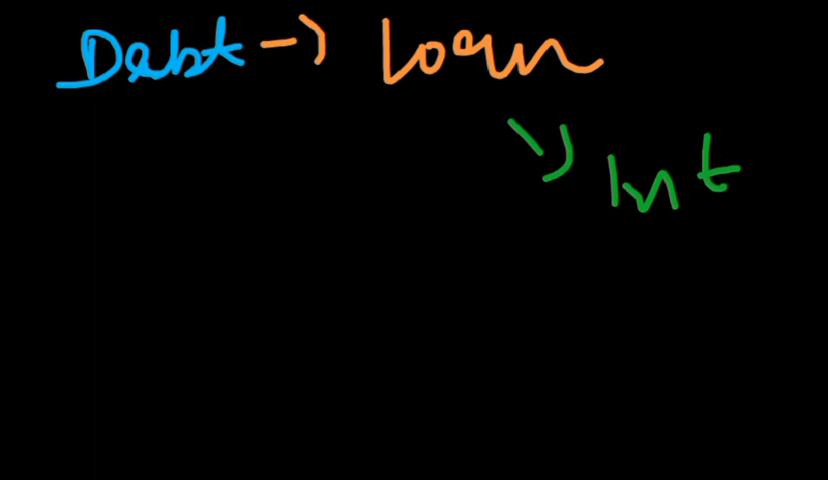 Debt → Loan
→ Int